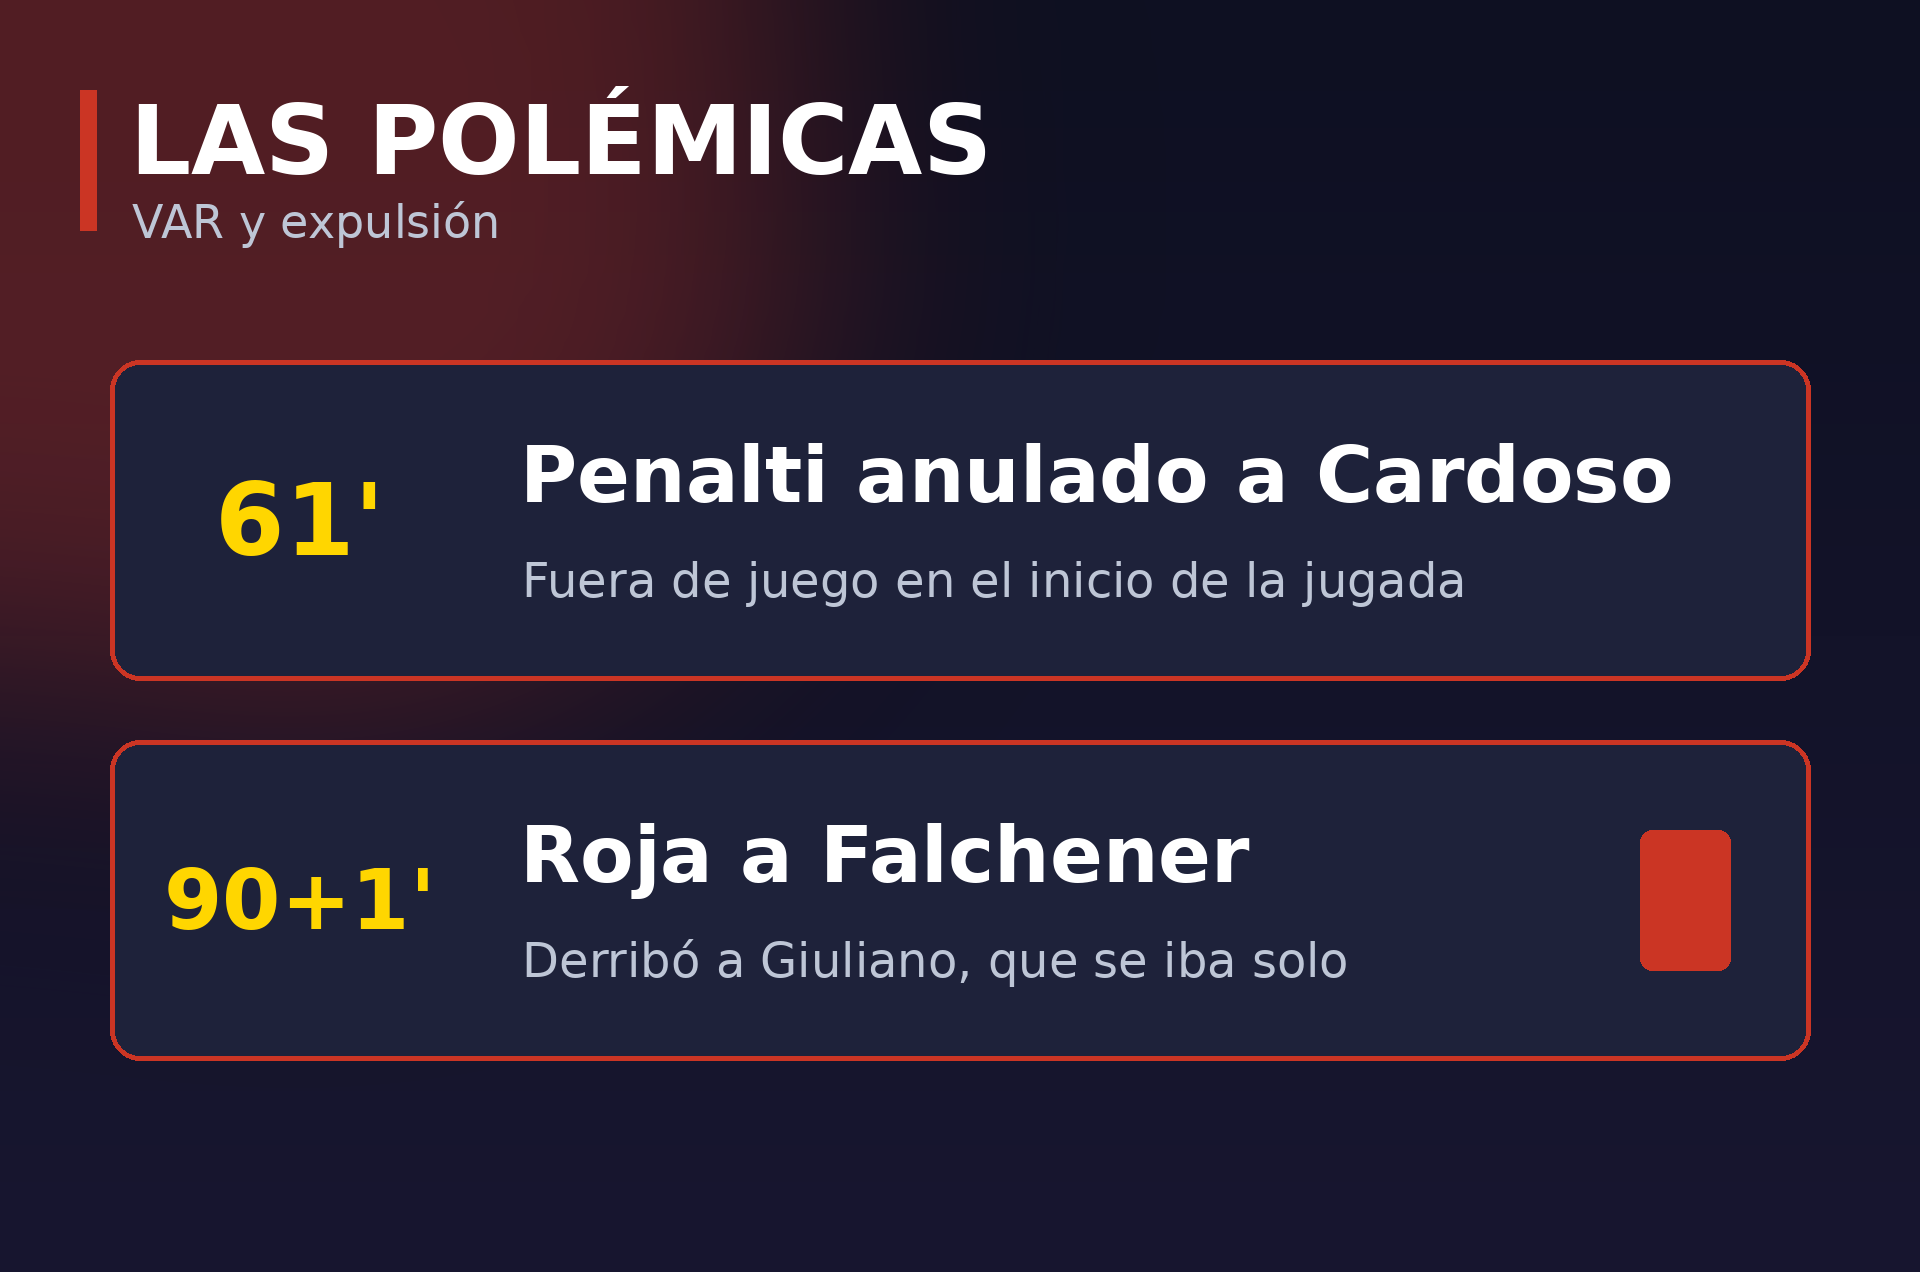 LAS POLÉMICAS
VAR y expulsión
61'
Penalti anulado a Cardoso
Fuera de juego en el inicio de la jugada
90+1'
Roja a Falchener
Derribó a Giuliano, que se iba solo